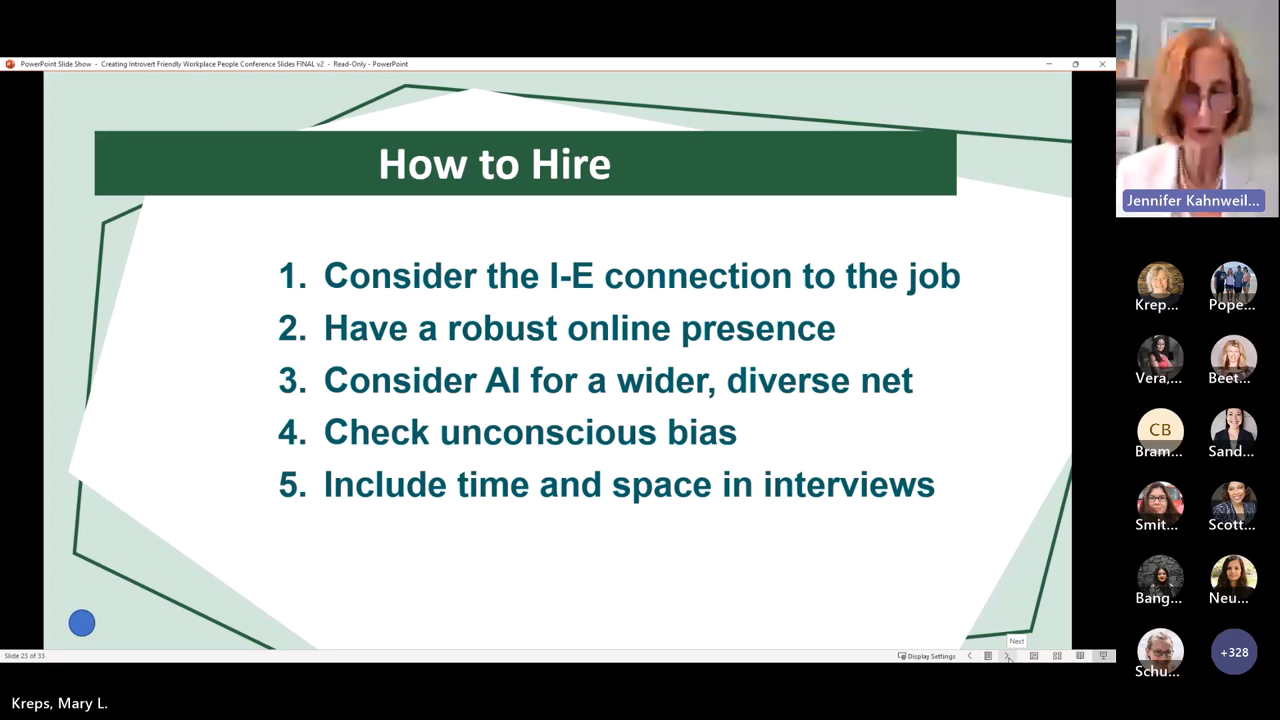 PowerPoint Slide Show - Creating Introvert Friendly Workplace People Conference Slides FINAL v2 - Read-Only - PowerPoint
How to Hire
1. Consider the I-E connection to the job
2. Have a robust online presence
3. Consider AI for a wider, diverse net
4. Check unconscious bias
5. Include time and space in interviews
Next
Slide 23 of 33
Display Settings
Jennifer Kahnweil...
Krep...
Pope...
Vera,...
Beet...
CB
Bram...
Sand...
Smit...
Scott...
Bang...
Neu...
Schu...
+328
Kreps, Mary L.